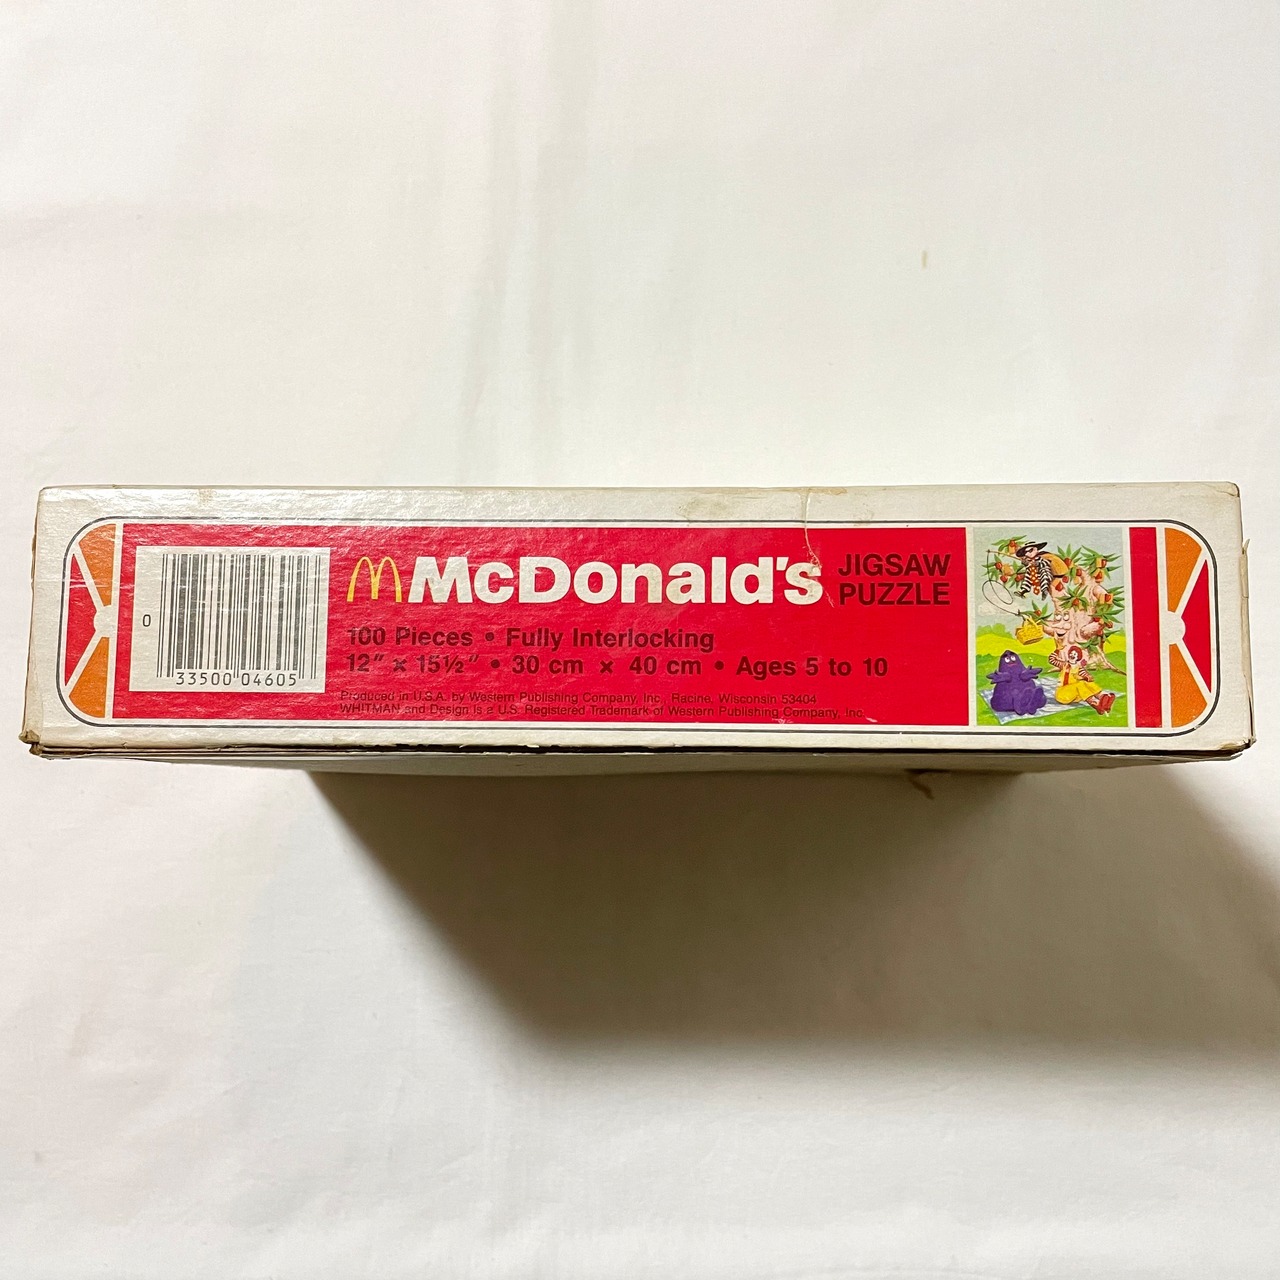 McDonald's
JIGSAW
PUZZLE
100 Pieces • Fully Interlocking
12" x 15½" • 30 cm x 40 cm • Ages 5 to 10
Produced in U.S.A. by Western Publishing Company, Inc., Racine, Wisconsin 53404
WHITMAN and Design is a U.S. Registered Trademark of Western Publishing Company, Inc.
0
33500 04605